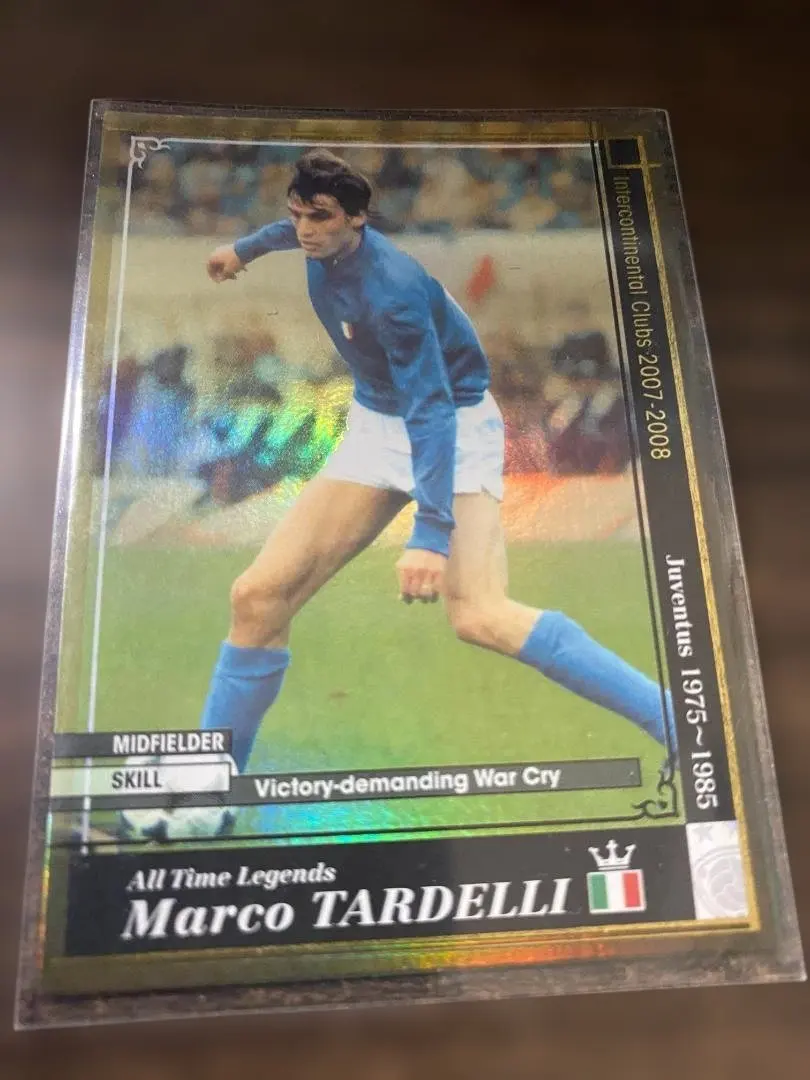 Intercontinental Clubs 2007-2008
Juventus 1975~1985
MIDFIELDER
SKILL
Victory-demanding War Cry
All Time Legends
Marco TARDELLI